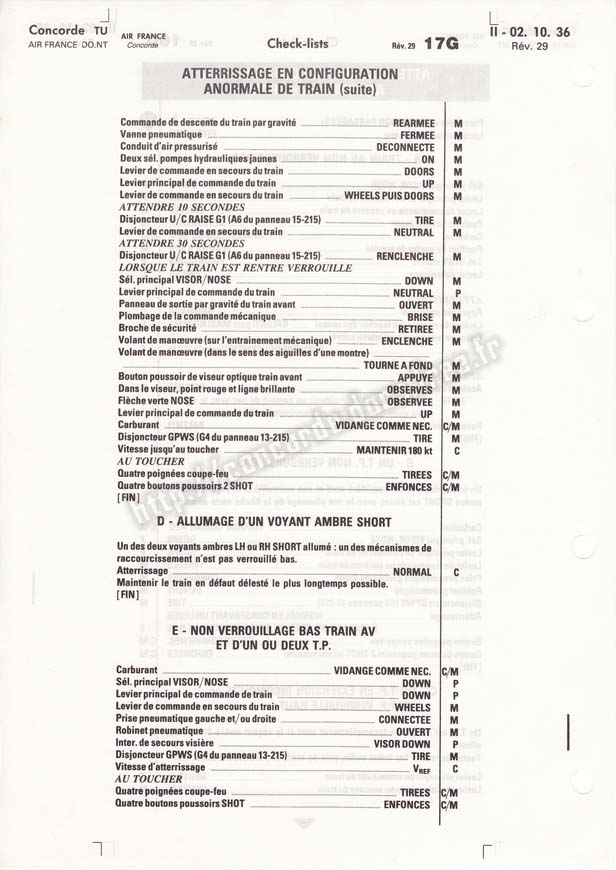 Concorde TU
AIR FRANCE DO.NT
AIR FRANCE
Concorde
Check-lists
Rév. 29 17G
II - 02. 10. 36
Rév. 29
ATTERRISSAGE EN CONFIGURATION
ANORMALE DE TRAIN (suite)
Commande de descente du train par gravité REARMEE M
Vanne pneumatique FERMEE M
Conduit d'air pressurisé DECONNECTE M
Deux sél. pompes hydrauliques jaunes ON M
Levier de commande en secours du train DOORS M
Levier principal de commande du train UP M
Levier de commande en secours du train WHEELS PUIS DOORS M
ATTENDRE 10 SECONDES
Disjoncteur U/C RAISE G1 (A6 du panneau 15-215) TIRE M
Levier de commande en secours du train NEUTRAL M
ATTENDRE 30 SECONDES
Disjoncteur U/C RAISE G1 (A6 du panneau 15-215) RENCLENCHE M
LORSQUE LE TRAIN EST RENTRE VERROUILLE
Sél. principal VISOR/NOSE DOWN M
Levier principal de commande du train NEUTRAL P
Panneau de sortie par gravité du train avant OUVERT M
Plombage de la commande mécanique BRISE M
Broche de sécurité RETIREE M
Volant de manœuvre (sur l'entrainement mécanique) ENCLENCHE M
Volant de manœuvre (dans le sens des aiguilles d'une montre)
TOURNE A FOND M
Bouton poussoir de viseur optique train avant APPUYE M
Dans le viseur, point rouge et ligne brillante OBSERVES M
Flèche verte NOSE OBSERVEE M
Levier principal de commande du train UP M
Carburant VIDANGE COMME NEC. C/M
Disjoncteur GPWS (G4 du panneau 13-215) TIRE M
Vitesse jusqu'au toucher MAINTENIR 180 kt C
AU TOUCHER
Quatre poignées coupe-feu TIREES C/M
Quatre boutons poussoirs 2 SHOT ENFONCES C/M
[FIN]
D - ALLUMAGE D'UN VOYANT AMBRE SHORT
Un des deux voyants ambres LH ou RH SHORT allumé : un des mécanismes de
raccourcissement n'est pas verrouillé bas.
Atterrissage NORMAL C
Maintenir le train en défaut délesté le plus longtemps possible.
[FIN]
E - NON VERROUILLAGE BAS TRAIN AV
ET D'UN OU DEUX T.P.
Carburant VIDANGE COMME NEC. C/M
Sél. principal VISOR/NOSE DOWN P
Levier principal de commande de train DOWN P
Levier de commande en secours du train WHEELS M
Prise pneumatique gauche et/ou droite CONNECTEE M
Robinet pneumatique OUVERT M
Inter. de secours visière VISOR DOWN P
Disjoncteur GPWS (G4 du panneau 13-215) TIRE M
Vitesse d'atterrissage VREF C
AU TOUCHER
Quatre poignées coupe-feu TIREES C/M
Quatre boutons poussoirs SHOT ENFONCES C/M